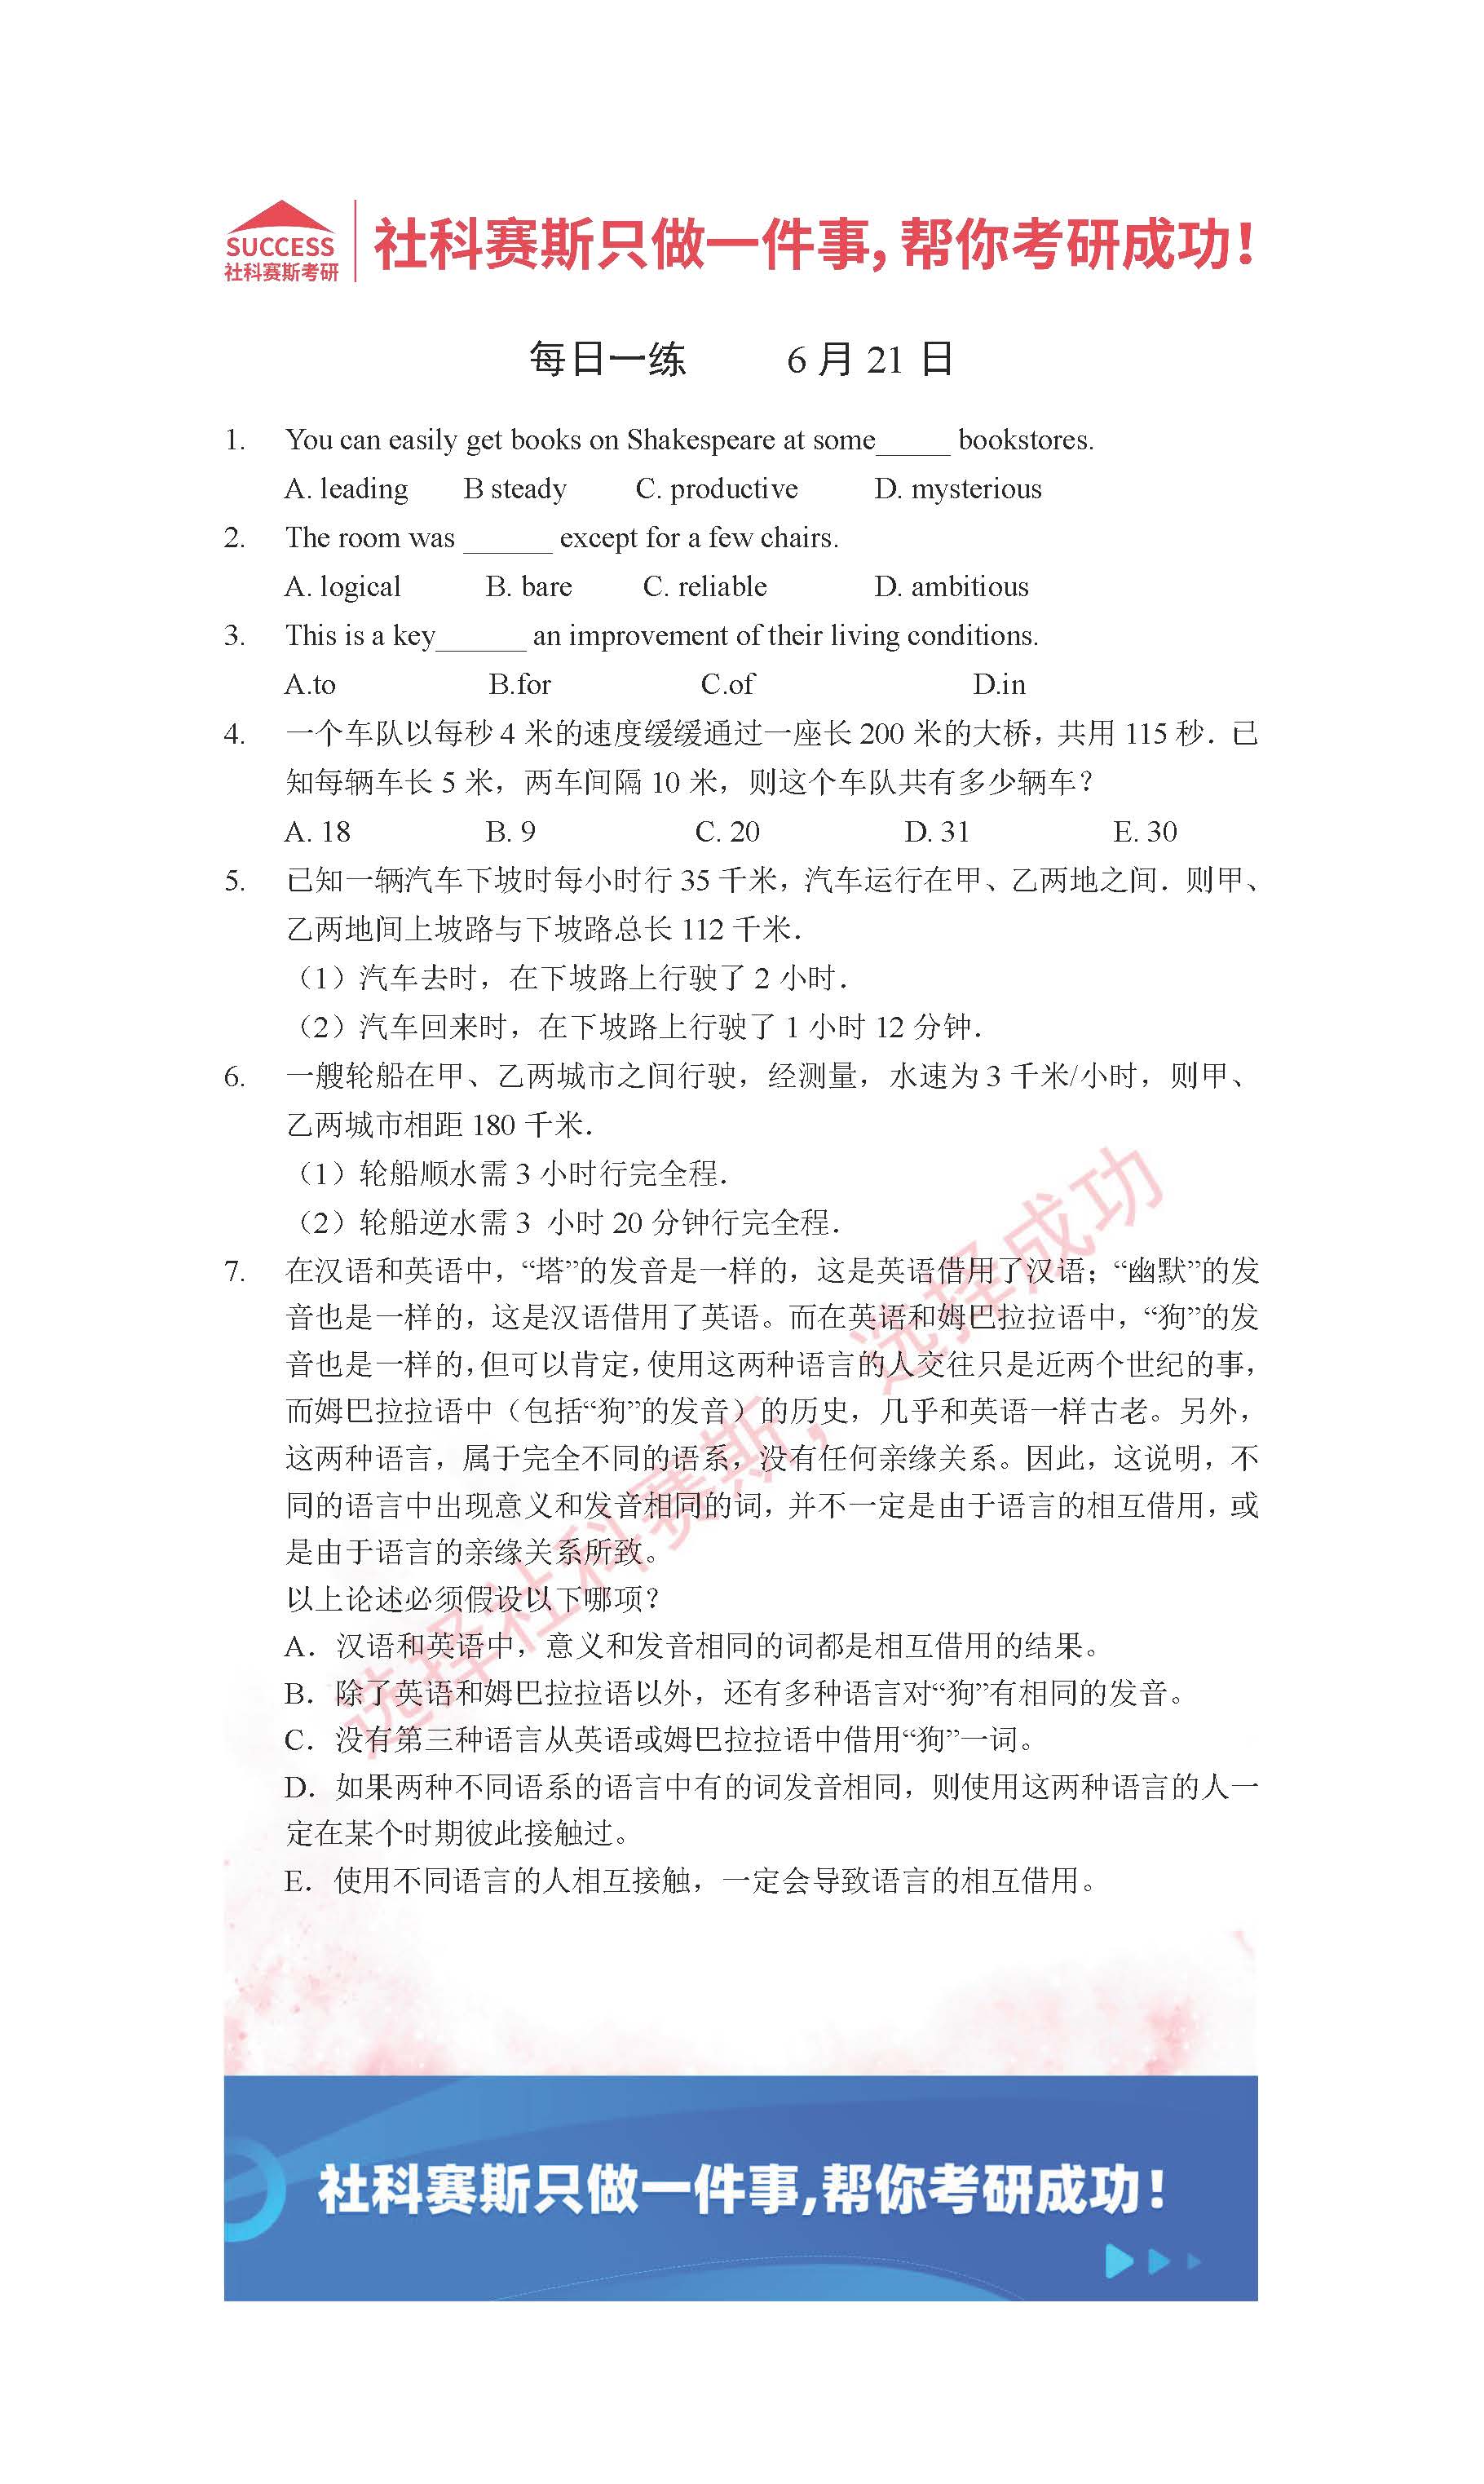 SUCCESS
社科赛斯考研
社科赛斯只做一件事，帮你考研成功！
每日一练 6 月 21 日
1. You can easily get books on Shakespeare at some_____ bookstores.
A. leading B steady C. productive D. mysterious
2. The room was ______ except for a few chairs.
A. logical B. bare C. reliable D. ambitious
3. This is a key______ an improvement of their living conditions.
A.to B.for C.of D.in
4. 一个车队以每秒 4 米的速度缓缓通过一座长 200 米的大桥，共用 115 秒．已
知每辆车长 5 米，两车间隔 10 米，则这个车队共有多少辆车？
A. 18 B. 9 C. 20 D. 31 E. 30
5. 已知一辆汽车下坡时每小时行 35 千米，汽车运行在甲、乙两地之间．则甲、
乙两地间上坡路与下坡路总长 112 千米．
（1）汽车去时，在下坡路上行驶了 2 小时．
（2）汽车回来时，在下坡路上行驶了 1 小时 12 分钟．
6. 一艘轮船在甲、乙两城市之间行驶，经测量，水速为 3 千米/小时，则甲、
乙两城市相距 180 千米．
（1）轮船顺水需 3 小时行完全程．
（2）轮船逆水需 3 小时 20 分钟行完全程．
7. 在汉语和英语中，“塔”的发音是一样的，这是英语借用了汉语；“幽默”的发
音也是一样的，这是汉语借用了英语。而在英语和姆巴拉拉语中，“狗”的发
音也是一样的，但可以肯定，使用这两种语言的人交往只是近两个世纪的事，
而姆巴拉拉语中（包括“狗”的发音）的历史，几乎和英语一样古老。另外，
这两种语言，属于完全不同的语系，没有任何亲缘关系。因此，这说明，不
同的语言中出现意义和发音相同的词，并不一定是由于语言的相互借用，或
是由于语言的亲缘关系所致。
以上论述必须假设以下哪项？
A．汉语和英语中，意义和发音相同的词都是相互借用的结果。
B．除了英语和姆巴拉拉语以外，还有多种语言对“狗”有相同的发音。
C．没有第三种语言从英语或姆巴拉拉语中借用“狗”一词。
D．如果两种不同语系的语言中有的词发音相同，则使用这两种语言的人一
定在某个时期彼此接触过。
E．使用不同语言的人相互接触，一定会导致语言的相互借用。
选择社科赛斯，选择成功
社科赛斯只做一件事，帮你考研成功！